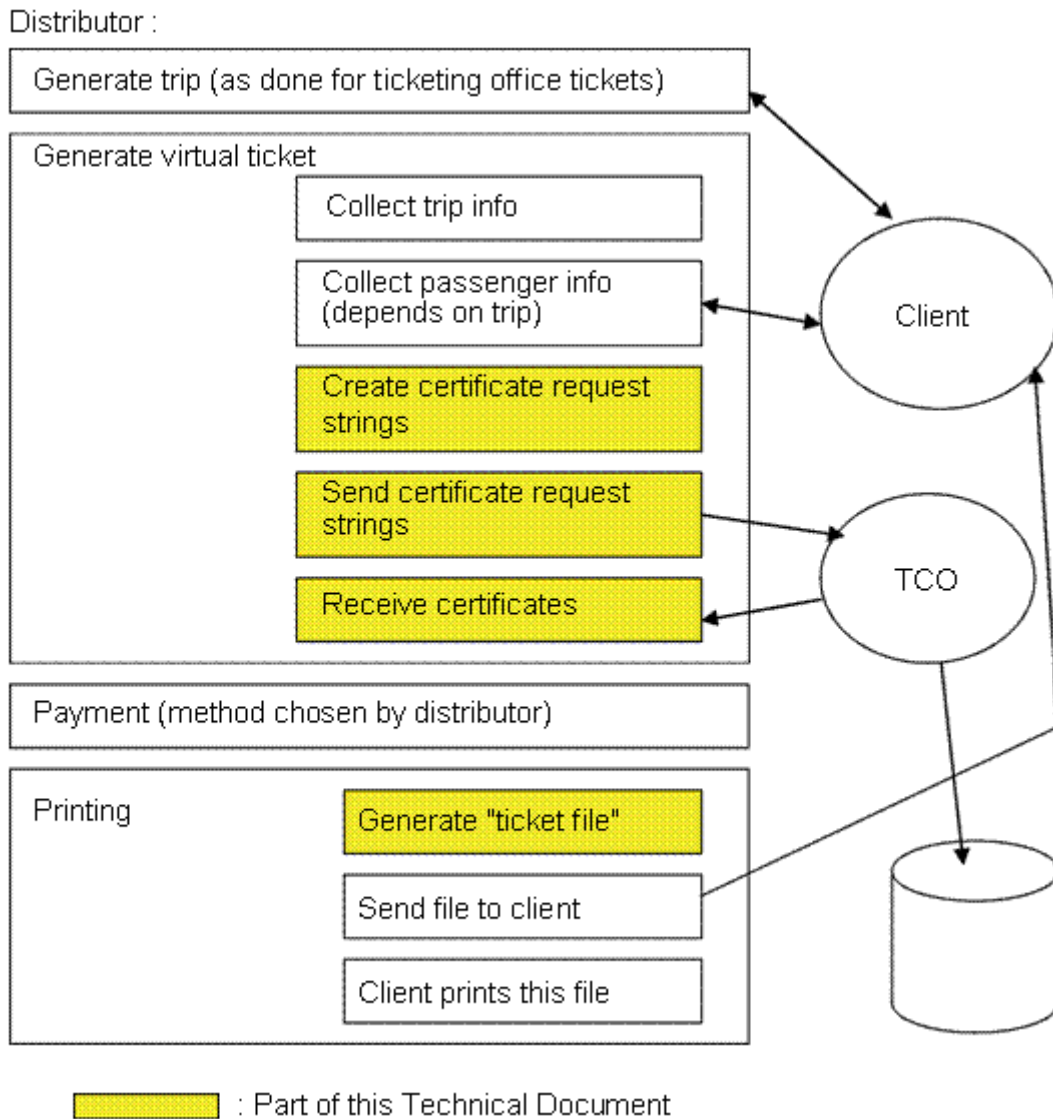 Distributor :
Generate trip (as done for ticketing office tickets)
Generate virtual ticket
Collect trip info
Collect passenger info
(depends on trip)
Client
Create certificate request
strings
Send certificate request
strings
TCO
Receive certificates
Payment (method chosen by distributor)
Printing
Generate "ticket file"
Send file to client
Client prints this file
: Part of this Technical Document